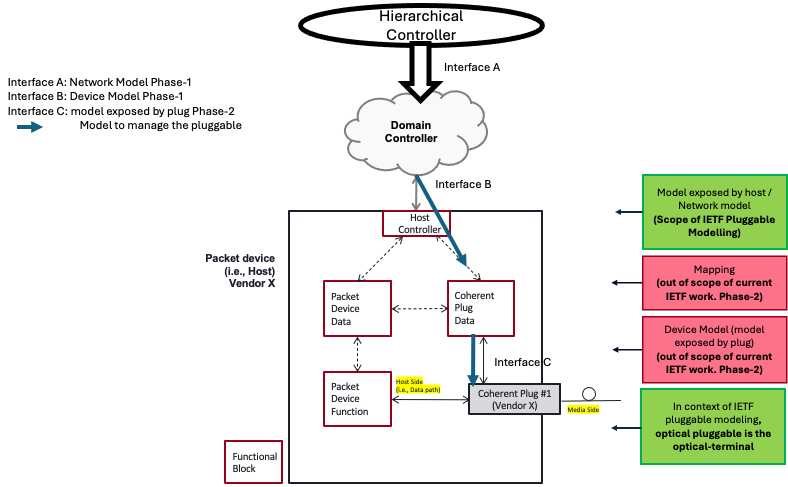 Hierarchical
Controller
Interface A
Interface A: Network Model Phase-1
Interface B: Device Model Phase-1
Interface C: model exposed by plug Phase-2
Model to manage the pluggable
Domain
Controller
Interface B
Host
Controller
Packet device
(i.e., Host)
Vendor X
Packet
Device
Data
Coherent
Plug
Data
Interface C
Packet
Device
Function
Host Side
(i.e., Data path)
Coherent Plug #1
(Vendor X)
Media Side
Functional
Block
Model exposed by host /
Network model
(Scope of IETF Pluggable
Modelling)
Mapping
(out of scope of current
IETF work. Phase-2)
Device Model (model
exposed by plug)
(out of scope of current
IETF work. Phase-2)
In context of IETF
pluggable modeling,
optical pluggable is the
optical-terminal